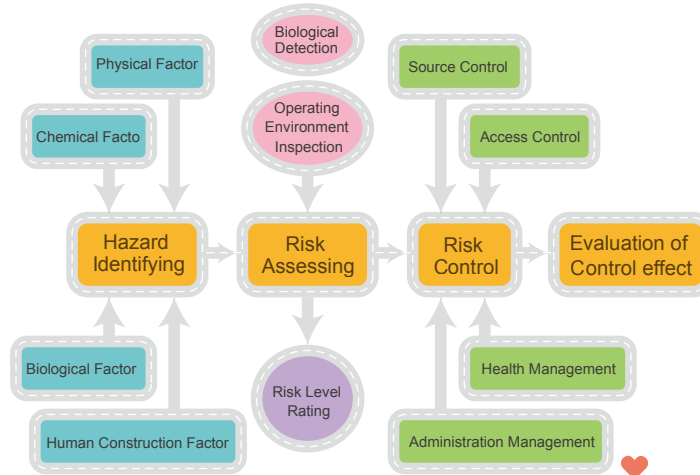 Biological
Detection
Physical Factor
Source Control
Operating
Environment
Inspection
Chemical Facto
Access Control
Hazard
Identifying
Risk
Assessing
Risk
Control
Evaluation of
Control effect
Biological Factor
Risk Level
Rating
Health Management
Human Construction Factor
Administration Management